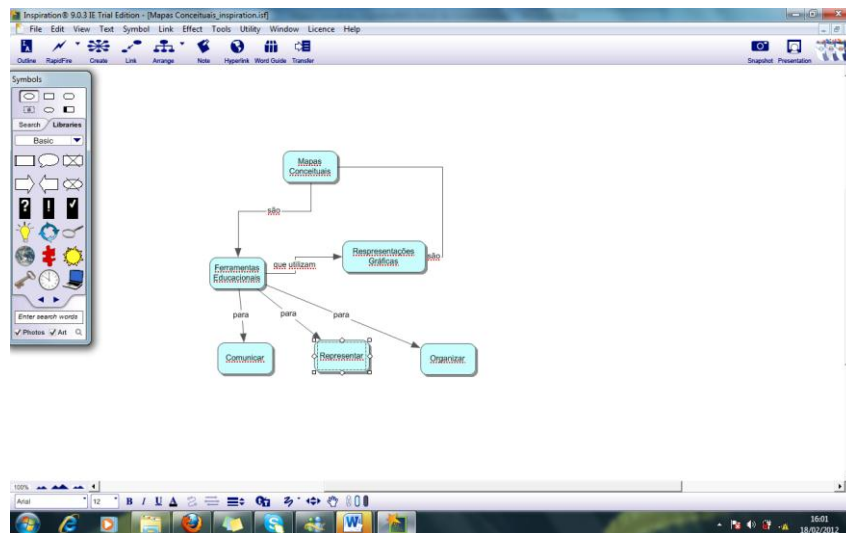 Inspiration® 9.0.3 IE Trial Edition - [Mapas Conceituais_inspiration.isf]
File Edit View Text Symbol Link Effect Tools Utility Window Licence Help
Outline RapidFire Create Link Arrange Note Hyperlink Word Guide Transfer Snapshot Presentation
Symbols
Search Libraries
Basic
Enter search words
Photos Art
Mapas
Conceituais
são
Respresentações
Gráficas
são
Ferramentas
Educacionais
que utilizam
para
para
para
Comunicar
Representar
Organizar
100%
Arial 12 B I U A
16:01
18/02/2012